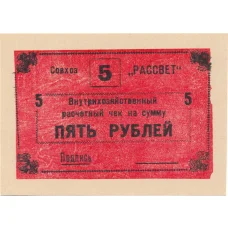 Совхоз 5 „РАССВЕТ"
5 Внутрихозяйственный 5
расчетный чек на сумму
ПЯТЬ РУБЛЕЙ
Подпись